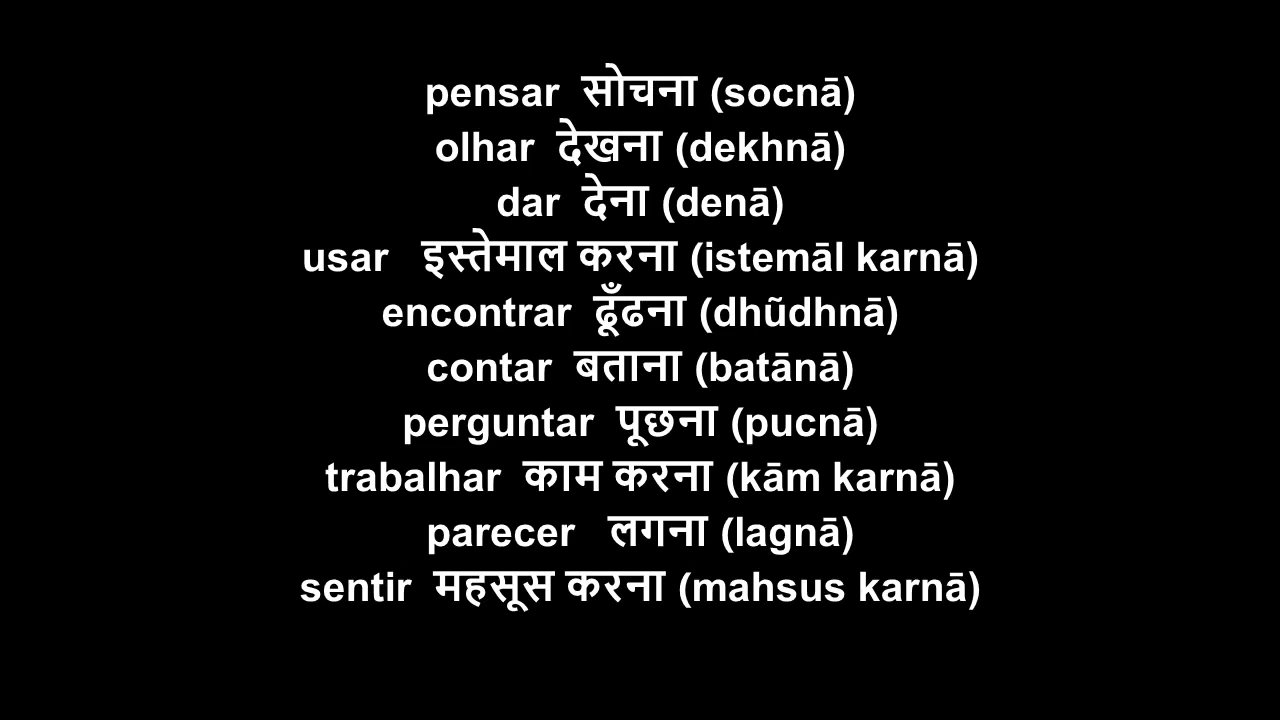 pensar सोचना (socnā)
olhar देखना (dekhnā)
dar देना (denā)
usar इस्तेमाल करना (istemāl karnā)
encontrar ढूँढना (dhũdhnā)
contar बताना (batānā)
perguntar पूछना (pucnā)
trabalhar काम करना (kām karnā)
parecer लगना (lagnā)
sentir महसूस करना (mahsus karnā)